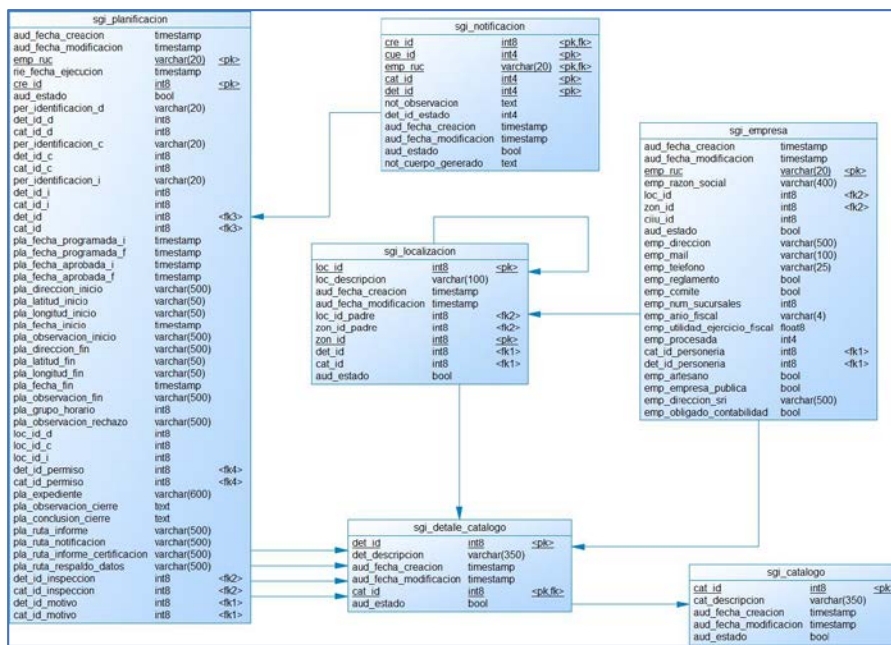 sgi_planificacion
aud_fecha_creacion timestamp
aud_fecha_modificacion timestamp
emp_ruc varchar(20) <pk>
rie_fecha_ejecucion timestamp
cre_id int8 <pk>
aud_estado bool
per_identificacion_d varchar(20)
det_id_d int8
cat_id_d int8
per_identificacion_c varchar(20)
det_id_c int8
cat_id_c int8
per_identificacion_i varchar(20)
det_id_i int8
cat_id_i int8
det_id int8 <fk3>
cat_id int8 <fk3>
pla_fecha_programada_i timestamp
pla_fecha_programada_f timestamp
pla_fecha_aprobada_i timestamp
pla_fecha_aprobada_f timestamp
pla_direccion_inicio varchar(500)
pla_latitud_inicio varchar(50)
pla_longitud_inicio varchar(50)
pla_fecha_inicio timestamp
pla_observacion_inicio varchar(500)
pla_direccion_fin varchar(500)
pla_latitud_fin varchar(50)
pla_longitud_fin varchar(50)
pla_fecha_fin timestamp
pla_observacion_fin varchar(500)
pla_grupo_horario int8
pla_observacion_rechazo varchar(500)
loc_id_d int8
loc_id_c int8
loc_id_i int8
det_id_permiso int8 <fk4>
cat_id_permiso int8 <fk4>
pla_expediente varchar(600)
pla_observacion_cierre text
pla_conclusion_cierre text
pla_ruta_informe varchar(500)
pla_ruta_notificacion varchar(500)
pla_ruta_informe_certificacion varchar(500)
pla_ruta_respaldo_datos varchar(500)
det_id_inspeccion int8 <fk2>
cat_id_inspeccion int8 <fk2>
det_id_motivo int8 <fk1>
cat_id_motivo int8 <fk1>
sgi_notificacion
cre_id int8 <pk,fk>
cue_id int4 <pk>
emp_ruc varchar(20) <pk,fk>
cat_id int4 <pk>
det_id int4 <pk>
not_observacion text
det_id_estado int4
aud_fecha_creacion timestamp
aud_fecha_modificacion timestamp
aud_estado bool
not_cuerpo_generado text
sgi_empresa
aud_fecha_creacion timestamp
aud_fecha_modificacion timestamp
emp_ruc varchar(20) <pk>
emp_razon_social varchar(400)
loc_id int8 <fk2>
zon_id int8 <fk2>
ciiu_id int8
aud_estado bool
emp_direccion varchar(500)
emp_mail varchar(100)
emp_telefono varchar(25)
emp_reglamento bool
emp_comite bool
emp_num_sucursales int8
emp_anio_fiscal varchar(4)
emp_utilidad_ejercicio_fiscal float8
emp_procesada int4
cat_id_personeria int8 <fk1>
det_id_personeria int8 <fk1>
emp_artesano bool
emp_empresa_publica bool
emp_direccion_sri varchar(500)
emp_obligado_contabilidad bool
sgi_localizacion
loc_id int8 <pk>
loc_descripcion varchar(100)
aud_fecha_creacion timestamp
aud_fecha_modificacion timestamp
loc_id_padre int8 <fk2>
zon_id_padre int8 <fk2>
zon_id int8 <pk>
det_id int8 <fk1>
cat_id int8 <fk1>
aud_estado bool
sgi_detale_catalogo
det_id int8 <pk>
det_descripcion varchar(350)
aud_fecha_creacion timestamp
aud_fecha_modificacion timestamp
cat_id int8 <pk,fk>
aud_estado bool
sgi_catalogo
cat_id int8 <pk>
cat_descripcion varchar(350)
aud_fecha_creacion timestamp
aud_fecha_modificacion timestamp
aud_estado bool